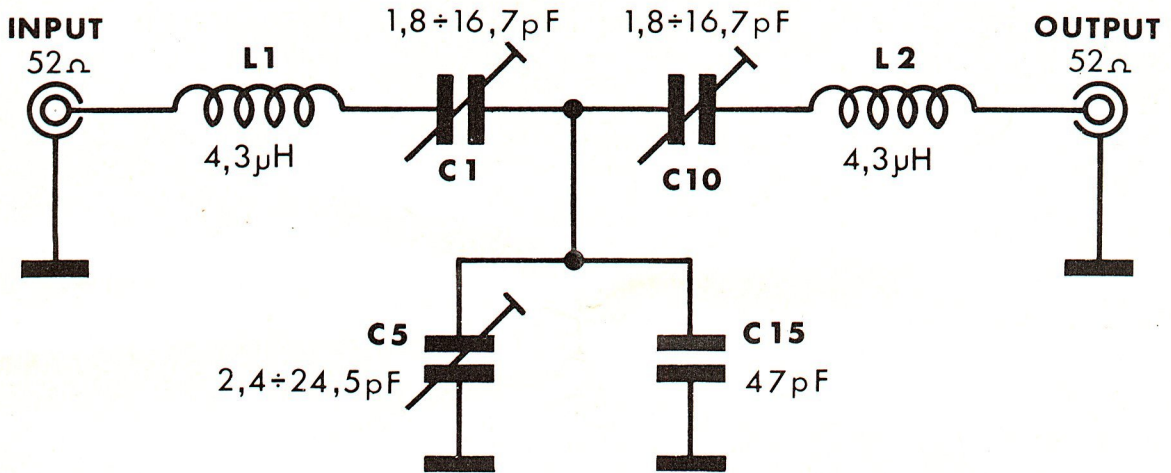 1,8÷16,7pF
1,8÷16,7pF
INPUT
52Ω
L1
L2
OUTPUT
52Ω
4,3µH
C1
C10
4,3µH
C5
2,4÷24,5pF
C15
47pF